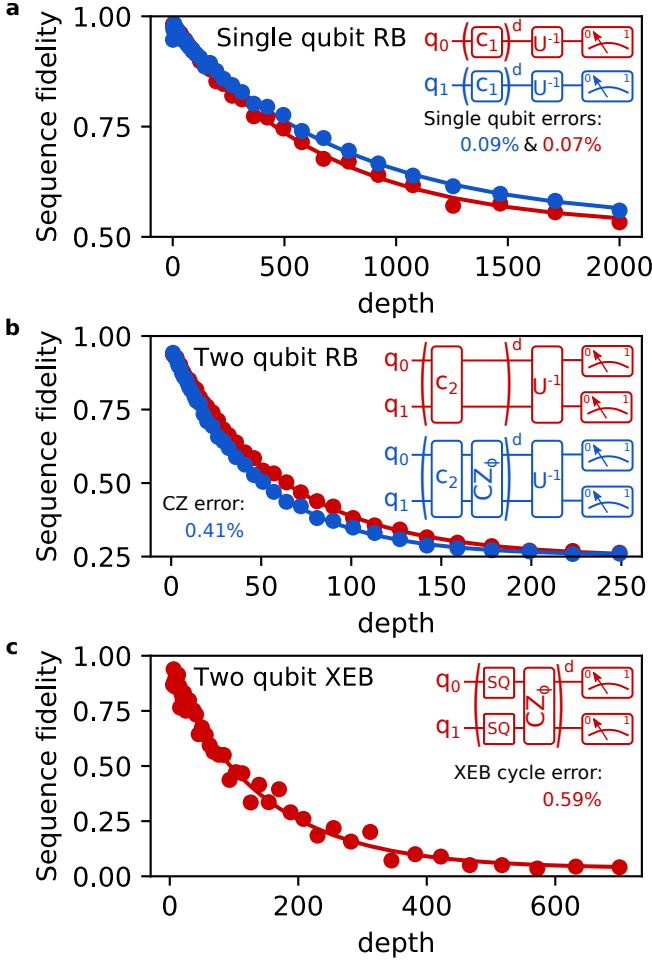 a
Single qubit RB
q0 ( C1 )d U-1 0 1
q1 ( C1 )d U-1 0 1
Single qubit errors:
0.09% & 0.07%
Sequence fidelity
1.00
0.75
0.50
0 500 1000 1500 2000
depth
b
Two qubit RB
q0
q1
( C2 )d U-1 0 1
0 1
q0
q1
( C2 CZϕ )d U-1 0 1
0 1
CZ error:
0.41%
Sequence fidelity
1.00
0.75
0.50
0.25
0 50 100 150 200 250
depth
c
Two qubit XEB
q0 ( SQ CZϕ )d 0 1
q1 SQ 0 1
XEB cycle error:
0.59%
Sequence fidelity
1.00
0.75
0.50
0.25
0.00
0 200 400 600
depth